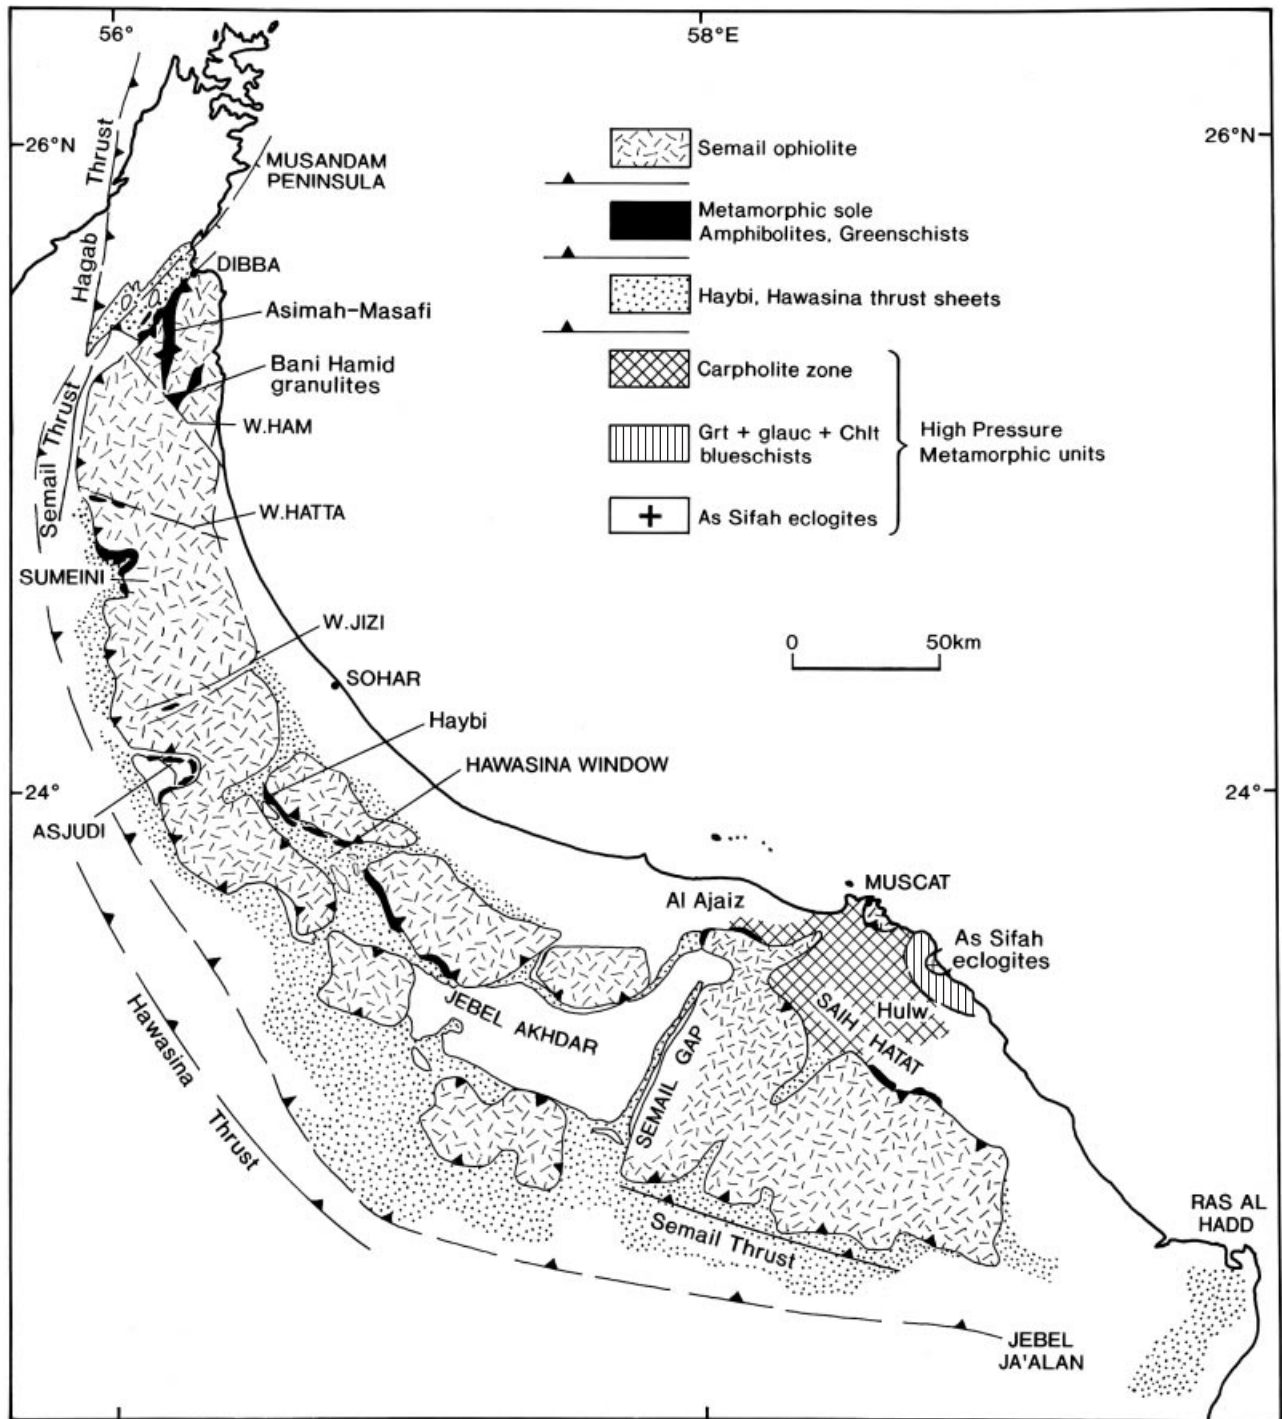 56°
58°E
26°N
26°N
Hagab Thrust
MUSANDAM
PENINSULA
DIBBA
Asimah-Masafi
Bani Hamid
granulites
W.HAM
Semail Thrust
W.HATTA
SUMEINI
W.JIZI
SOHAR
Haybi
HAWASINA WINDOW
24°
24°
ASJUDI
Semail ophiolite
Metamorphic sole
Amphibolites, Greenschists
Haybi, Hawasina thrust sheets
Carpholite zone
Grt + glauc + Chlt
blueschists
As Sifah eclogites
High Pressure
Metamorphic units
0 50km
Al Ajaiz
MUSCAT
As Sifah
eclogites
Hulw
SAIH HATAT
JEBEL AKHDAR
SEMAIL GAP
Hawasina Thrust
Semail Thrust
RAS AL
HADD
JEBEL
JA'ALAN